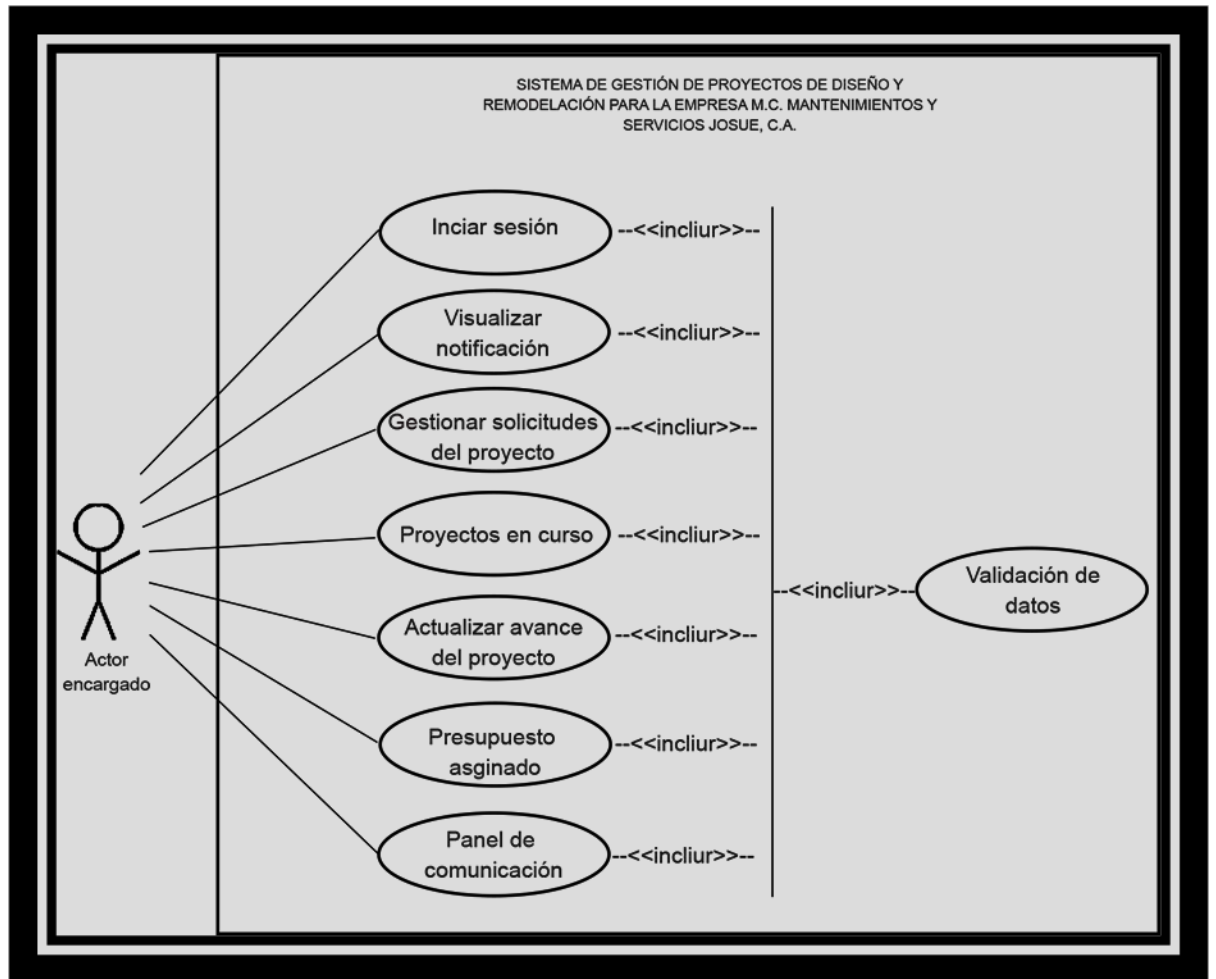 SISTEMA DE GESTIÓN DE PROYECTOS DE DISEÑO Y
REMODELACIÓN PARA LA EMPRESA M.C. MANTENIMIENTOS Y
SERVICIOS JOSUE, C.A.
Inciar sesión
--<<incliur>>--
Visualizar
notificación
--<<incliur>>--
Gestionar solicitudes
del proyecto
--<<incliur>>--
Proyectos en curso
--<<incliur>>--
Actualizar avance
del proyecto
--<<incliur>>--
Presupuesto
asginado
--<<incliur>>--
Panel de
comunicación
--<<incliur>>--
--<<incliur>>--
Validación de
datos
Actor
encargado